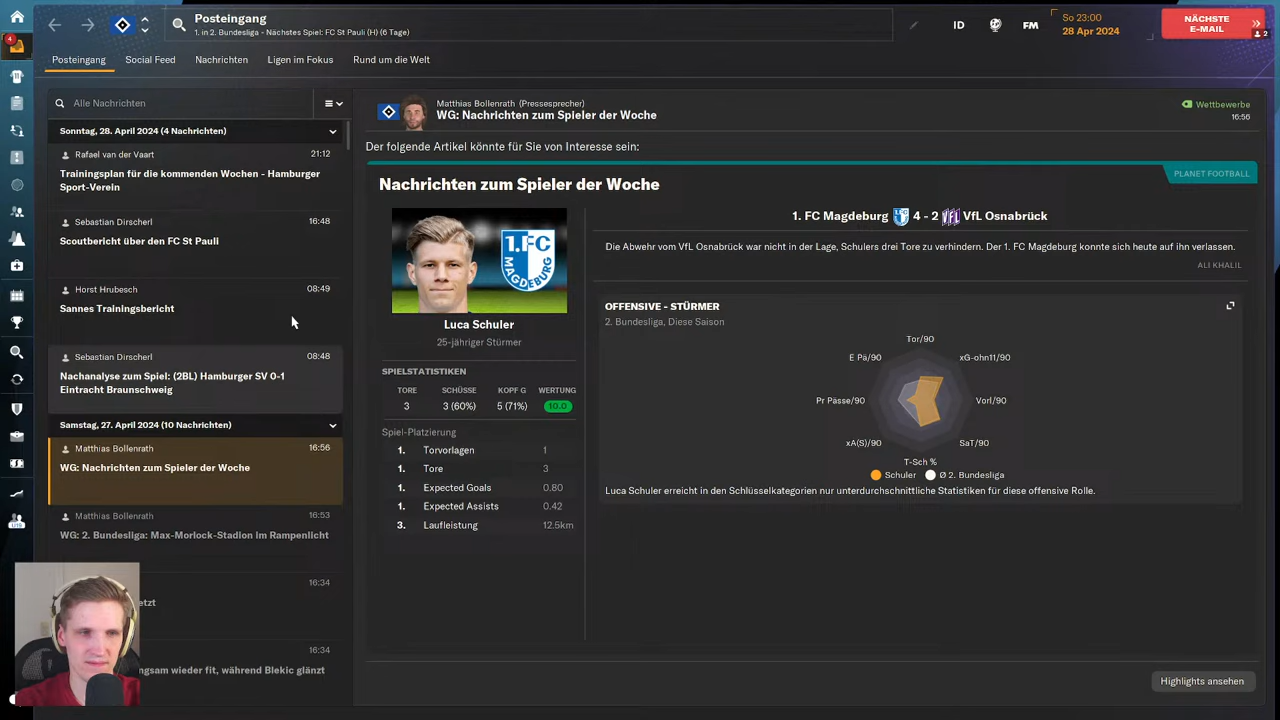 Posteingang
1. in 2. Bundesliga - Nächstes Spiel: FC St Pauli (H) (6 Tage)
ID
FM
So 23:00
28 Apr 2024
NÄCHSTE
E-MAIL
2
4
Posteingang
Social Feed
Nachrichten
Ligen im Fokus
Rund um die Welt
Alle Nachrichten
Sonntag, 28. April 2024 (4 Nachrichten)
Rafael van der Vaart
21:12
Trainingsplan für die kommenden Wochen - Hamburger
Sport-Verein
Sebastian Dirscherl
16:48
Scoutbericht über den FC St Pauli
Horst Hrubesch
08:49
Sannes Trainingsbericht
Sebastian Dirscherl
08:48
Nachanalyse zum Spiel: (2BL) Hamburger SV 0-1
Eintracht Braunschweig
Samstag, 27. April 2024 (10 Nachrichten)
Matthias Bollenrath
16:56
WG: Nachrichten zum Spieler der Woche
Matthias Bollenrath
16:53
WG: 2. Bundesliga: Max-Morlock-Stadion im Rampenlicht
16:34
etzt
16:34
ngsam wieder fit, während Blekic glänzt
U19
Matthias Bollenrath (Pressesprecher)
WG: Nachrichten zum Spieler der Woche
Wettbewerbe
16:56
Der folgende Artikel könnte für Sie von Interesse sein:
PLANET FOOTBALL
Nachrichten zum Spieler der Woche
1.FC
MAGDEBURG
Luca Schuler
25-jähriger Stürmer
SPIELSTATISTIKEN
TORE SCHÜSSE KOPF G WERTUNG
3 3 (60%) 5 (71%) 10.0
Spiel-Platzierung
1. Torvorlagen 1
1. Tore 3
1. Expected Goals 0.80
1. Expected Assists 0.42
3. Laufleistung 12.5km
1. FC Magdeburg 4 - 2 VfL Osnabrück
Die Abwehr vom VfL Osnabrück war nicht in der Lage, Schulers drei Tore zu verhindern. Der 1. FC Magdeburg konnte sich heute auf ihn verlassen.
ALI KHALIL
OFFENSIVE - STÜRMER
2. Bundesliga, Diese Saison
Tor/90
E Pä/90
xG-ohn11/90
Pr Pässe/90
Vorl/90
xA(S)/90
SaT/90
T-Sch %
Schuler
Ø 2. Bundesliga
Luca Schuler erreicht in den Schlüsselkategorien nur unterdurchschnittliche Statistiken für diese offensive Rolle.
Highlights ansehen